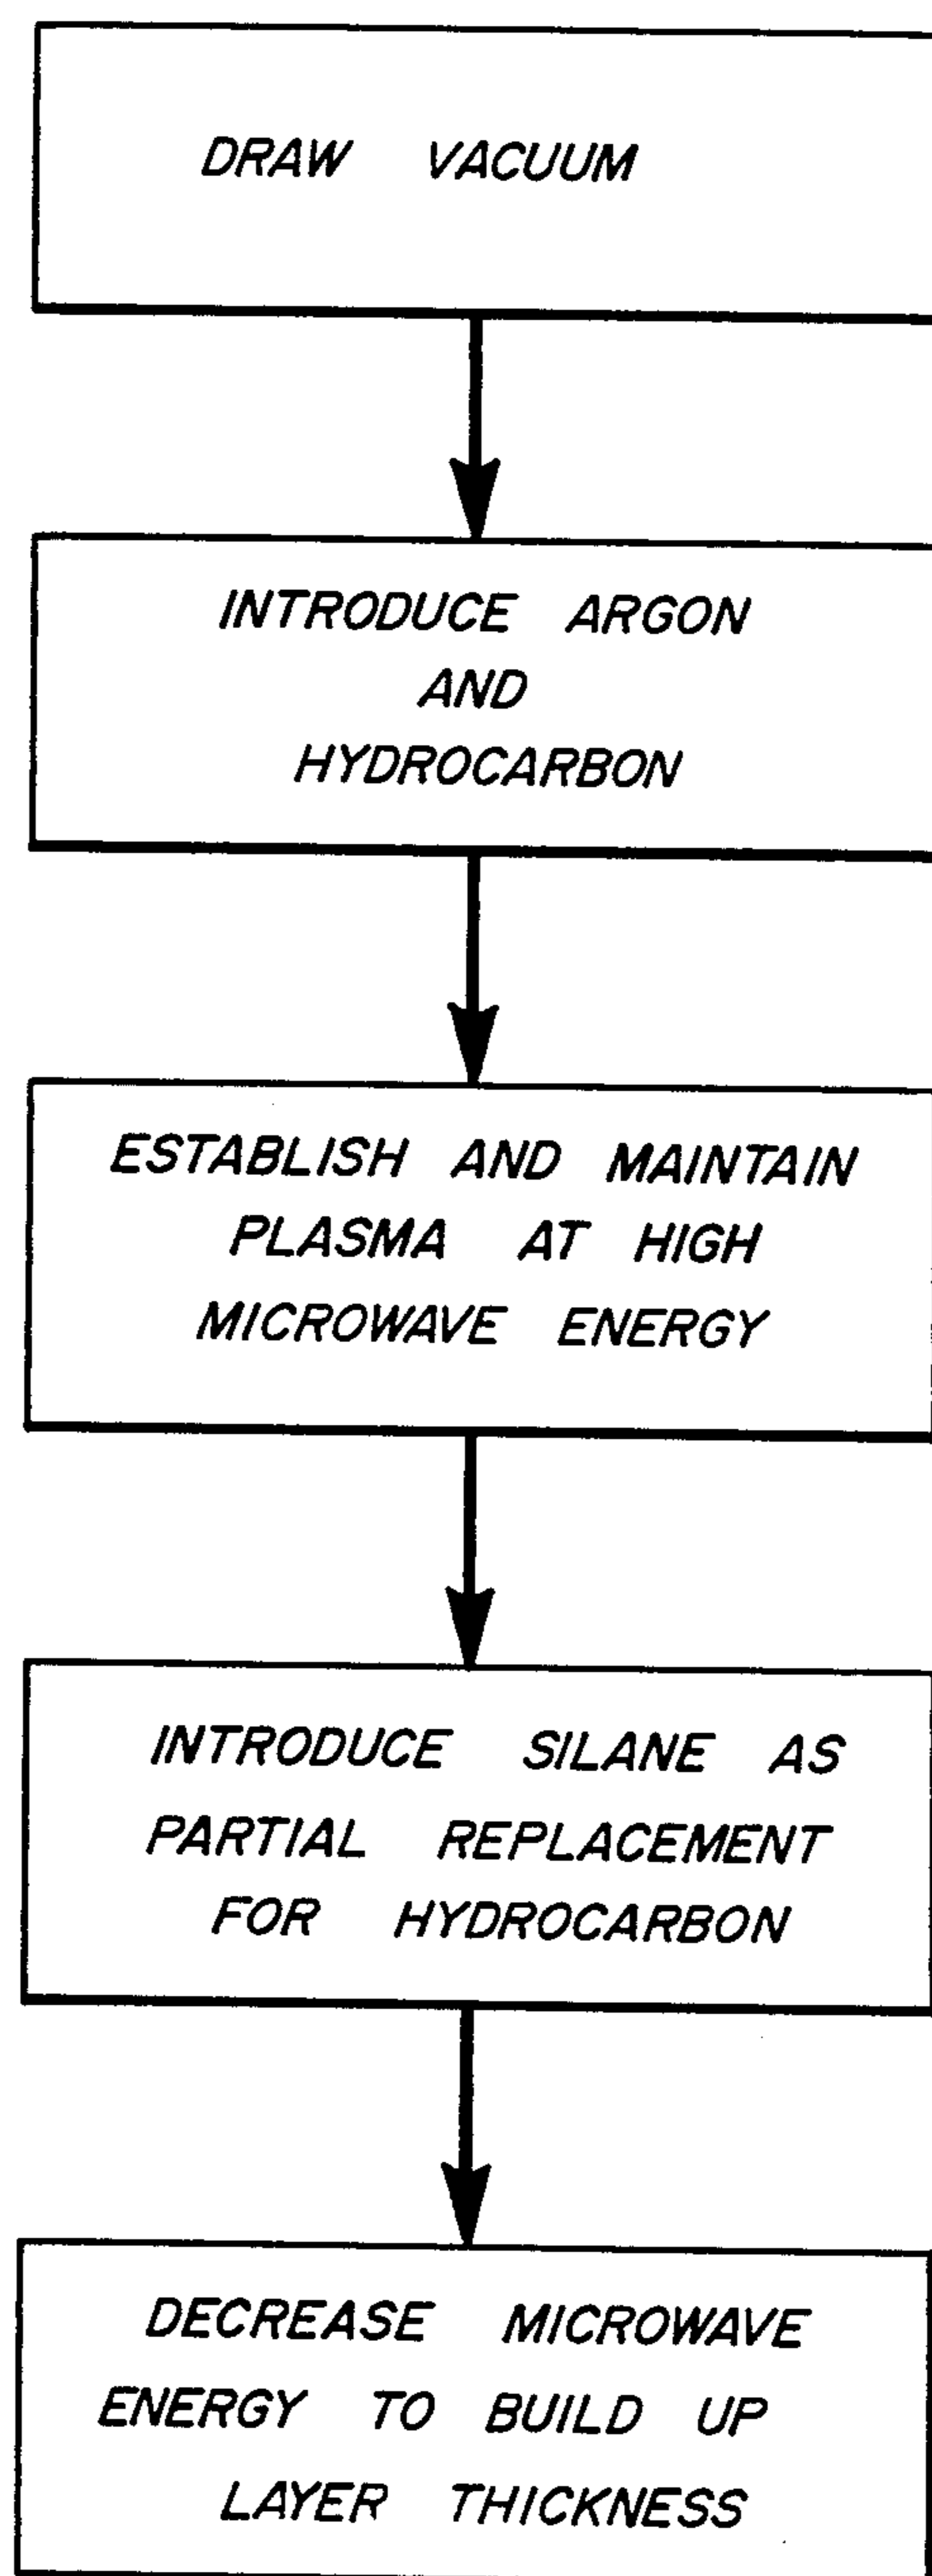 DRAW VACUUM
INTRODUCE ARGON
AND
HYDROCARBON
ESTABLISH AND MAINTAIN
PLASMA AT HIGH
MICROWAVE ENERGY
INTRODUCE SILANE AS
PARTIAL REPLACEMENT
FOR HYDROCARBON
DECREASE MICROWAVE
ENERGY TO BUILD UP
LAYER THICKNESS